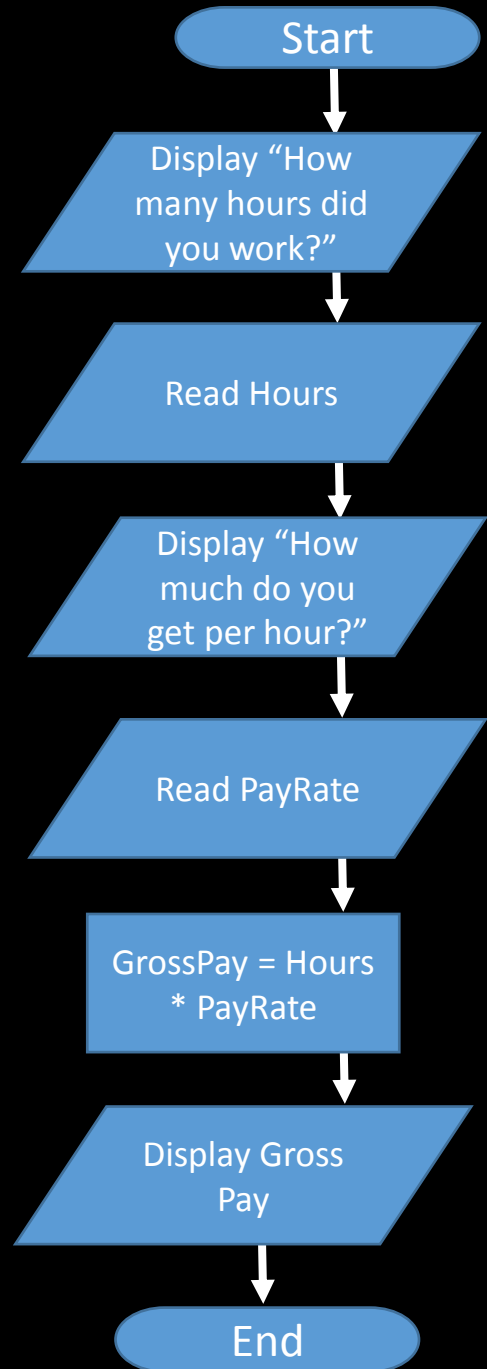 Start
Display “How
many hours did
you work?”
Read Hours
Display “How
much do you
get per hour?”
Read PayRate
GrossPay = Hours
* PayRate
Display Gross
Pay
End